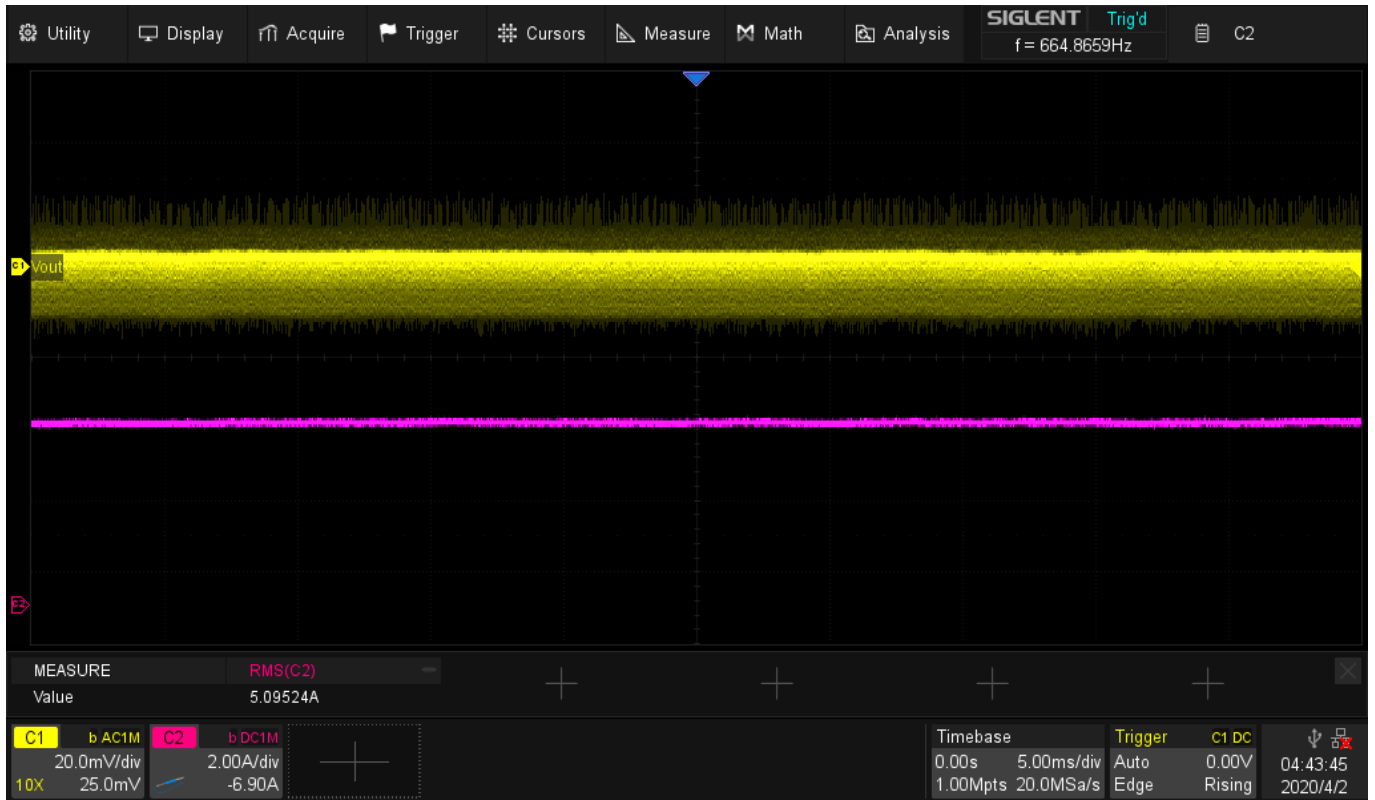 Utility Display Acquire Trigger Cursors Measure Math Analysis SIGLENT Trig'd C2
f = 664.8659Hz
C1 Vout
C2
MEASURE RMS(C2)
Value 5.09524A
C1 b AC1M C2 b DC1M Timebase Trigger C1 DC
20.0mV/div 2.00A/div 0.00s 5.00ms/div Auto 0.00V 04:43:45
10X 25.0mV -6.90A 1.00Mpts 20.0MSa/s Edge Rising 2020/4/2